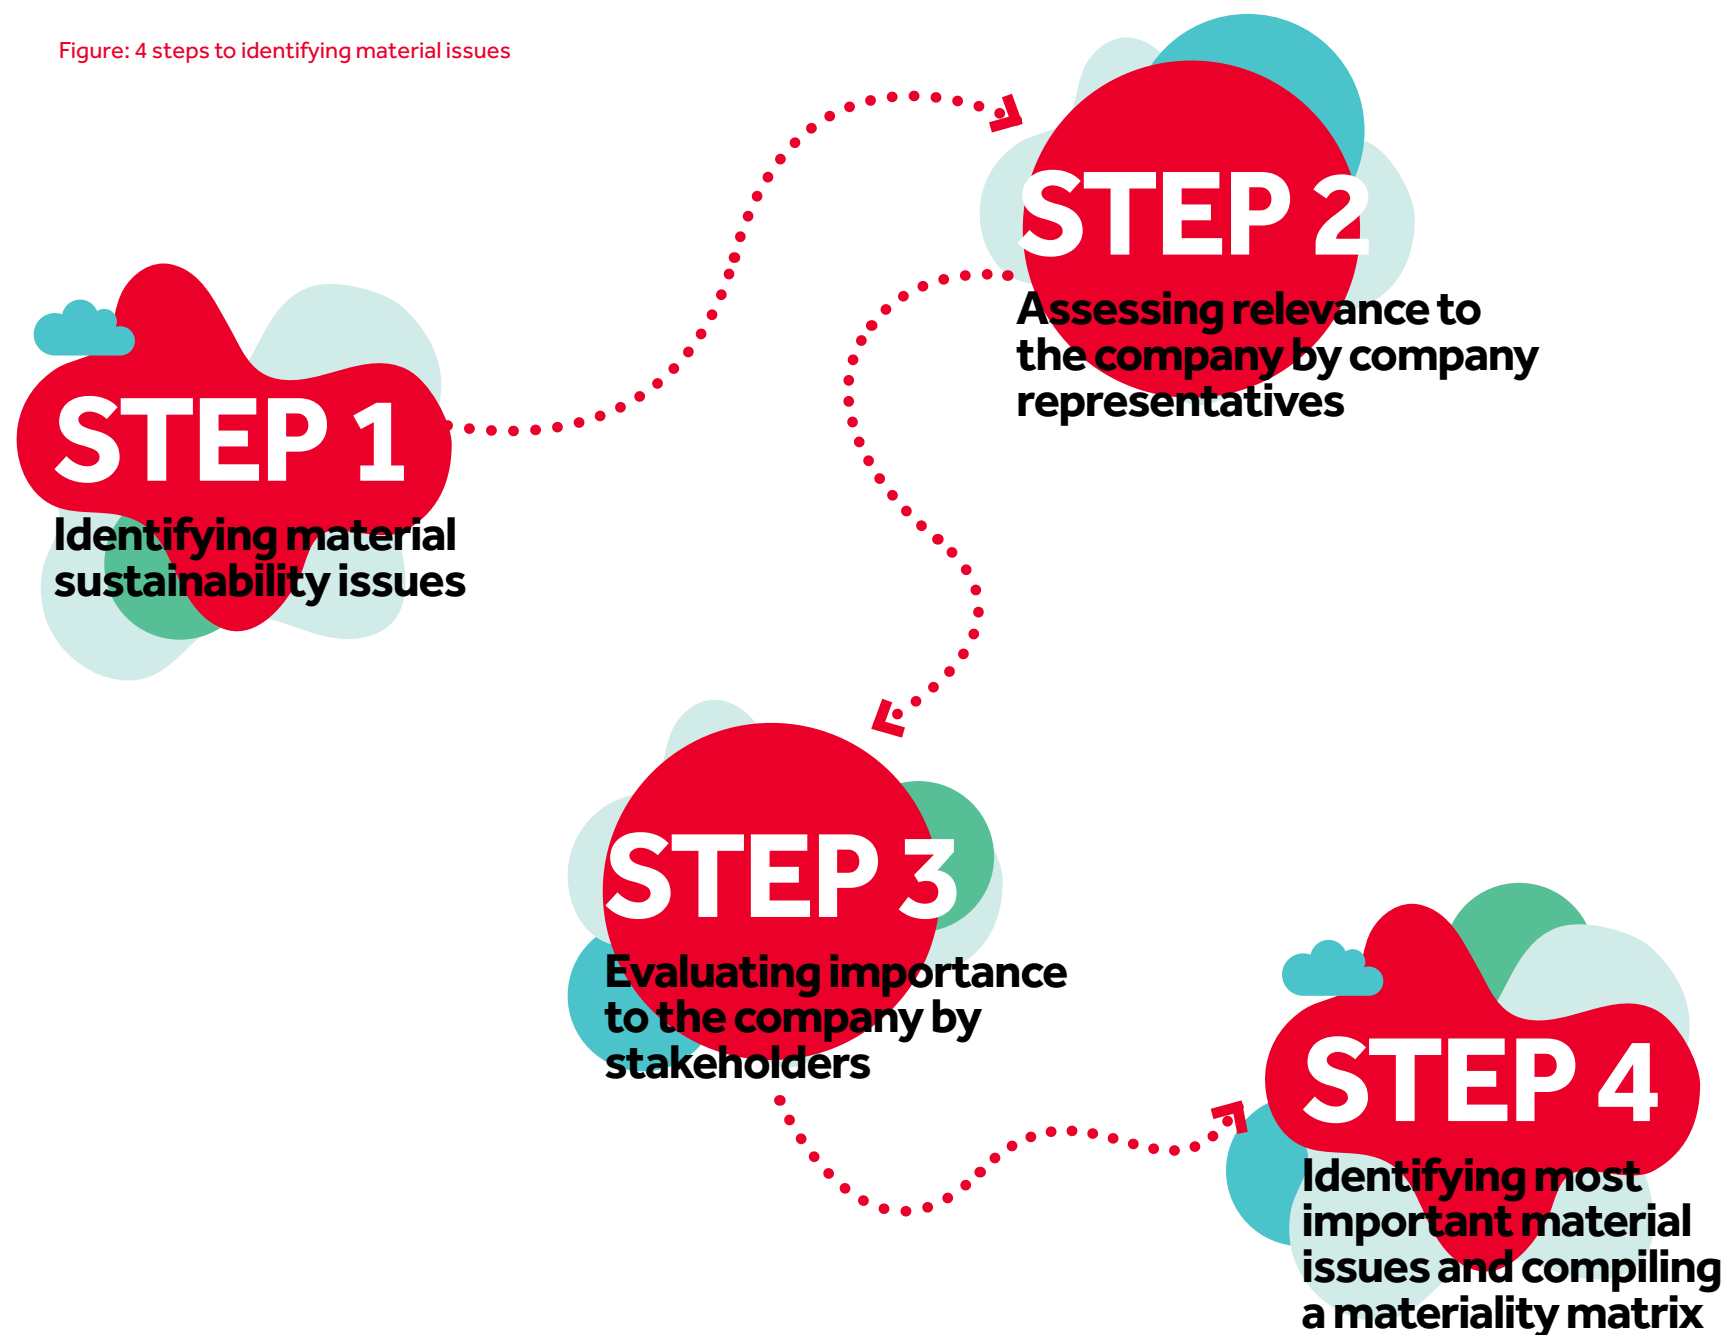 Figure: 4 steps to identifying material issues
STEP 1
Identifying material
sustainability issues
STEP 2
Assessing relevance to
the company by company
representatives
STEP 3
Evaluating importance
to the company by
stakeholders
STEP 4
Identifying most
important material
issues and compiling
a materiality matrix